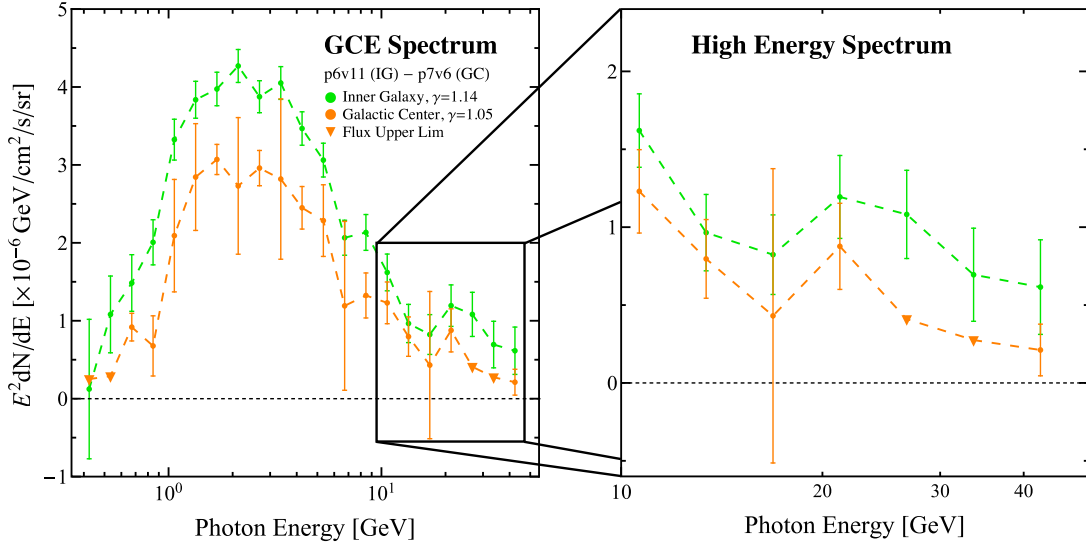 GCE Spectrum
p6v11 (IG) – p7v6 (GC)
Inner Galaxy, γ=1.14
Galactic Center, γ=1.05
Flux Upper Lim
5
4
3
2
1
0
−1
E²dN/dE [×10⁻⁶ GeV/cm²/s/sr]
10⁰ 10¹
Photon Energy [GeV]
High Energy Spectrum
2
1
0
10 20 30 40
Photon Energy [GeV]